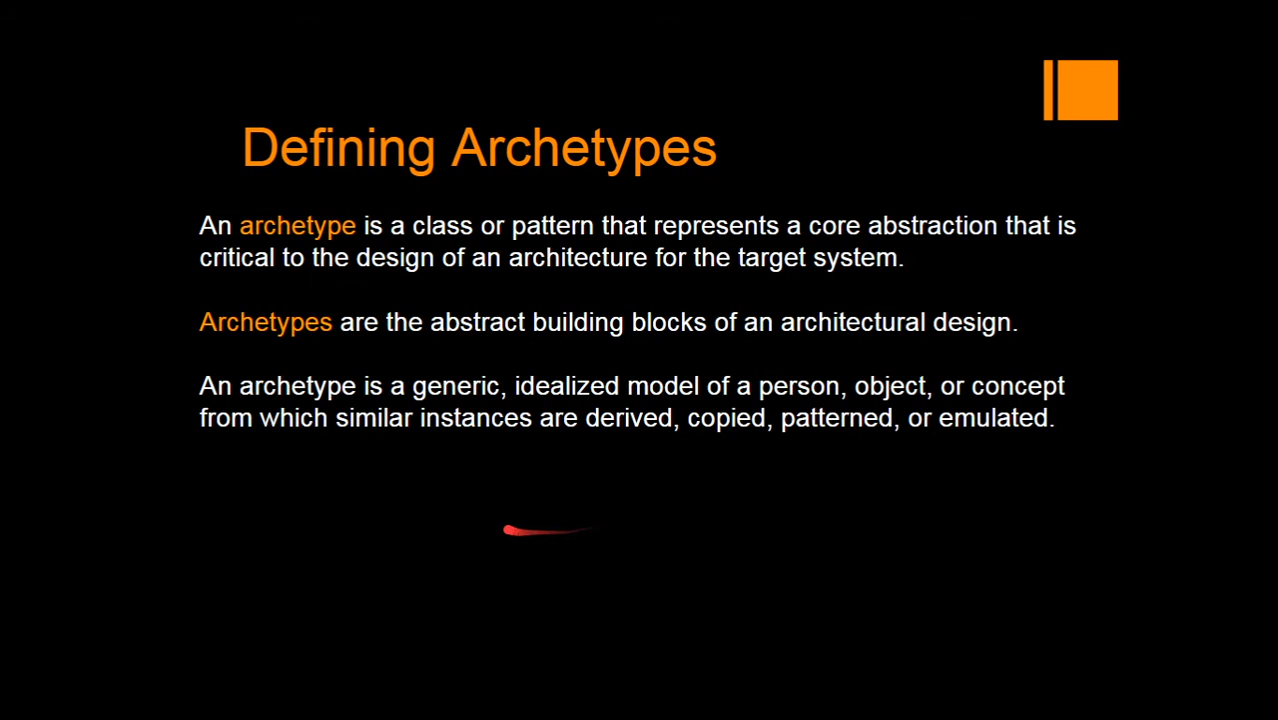 Defining Archetypes
An archetype is a class or pattern that represents a core abstraction that is
critical to the design of an architecture for the target system.
Archetypes are the abstract building blocks of an architectural design.
An archetype is a generic, idealized model of a person, object, or concept
from which similar instances are derived, copied, patterned, or emulated.